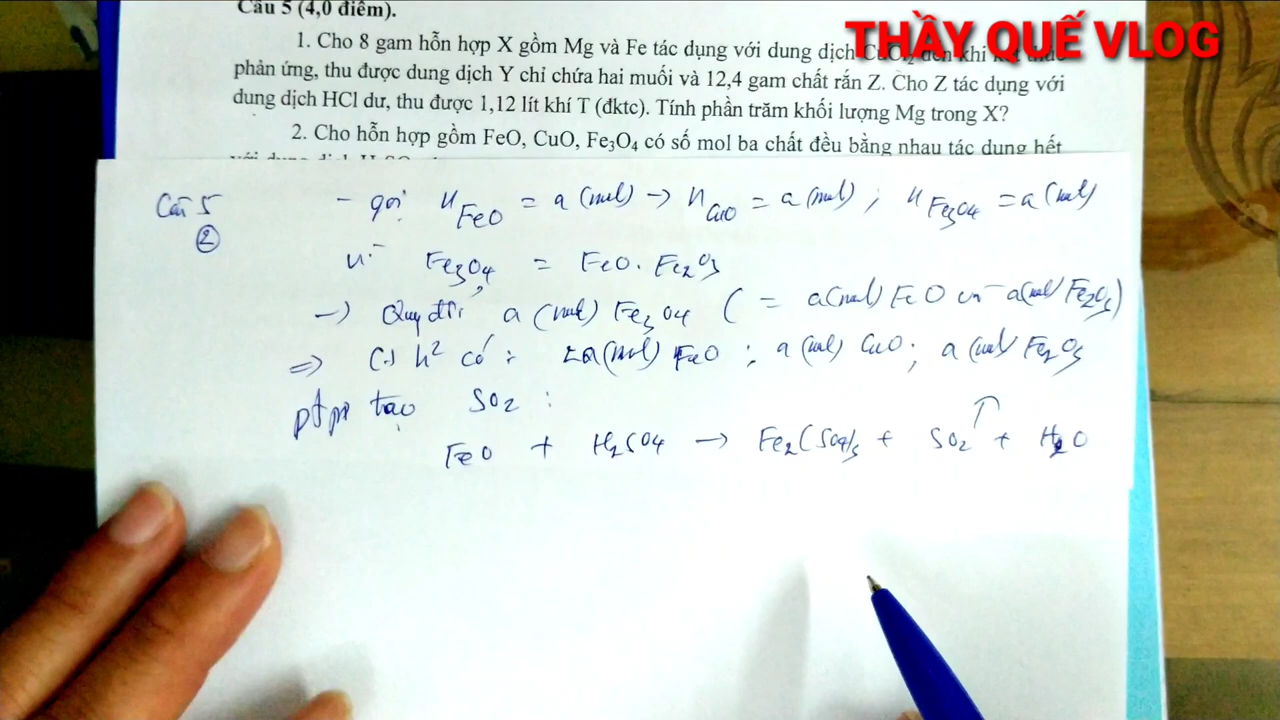 Câu 5 (4,0 điểm).
THẦY QUẾ VLOG
1. Cho 8 gam hỗn hợp X gồm Mg và Fe tác dụng với dung dịch CuCl₂ đến khi
phản ứng, thu được dung dịch Y chỉ chứa hai muối và 12,4 gam chất rắn Z. Cho Z tác dụng với
dung dịch HCl dư, thu được 1,12 lít khí T (đktc). Tính phần trăm khối lượng Mg trong X?
2. Cho hỗn hợp gồm FeO, CuO, Fe₃O₄ có số mol ba chất đều bằng nhau tác dụng hết
Câu 5 - gọi n FeO = a (mol) → n CuO = a (mol) ; n Fe₃O₄ = a (mol)
②
vì Fe₃O₄ = FeO . Fe₂O₃
→ Quy đổi a (mol) Fe₃O₄ ( = a (mol) FeO và a (mol) Fe₂O₃)
⇒ h² có : 2a (mol) FeO ; a (mol) CuO ; a (mol) Fe₂O₃
ptpư tạo SO₂ :
FeO + H₂SO₄ → Fe₂(SO₄)₃ + SO₂ ↑ + H₂O